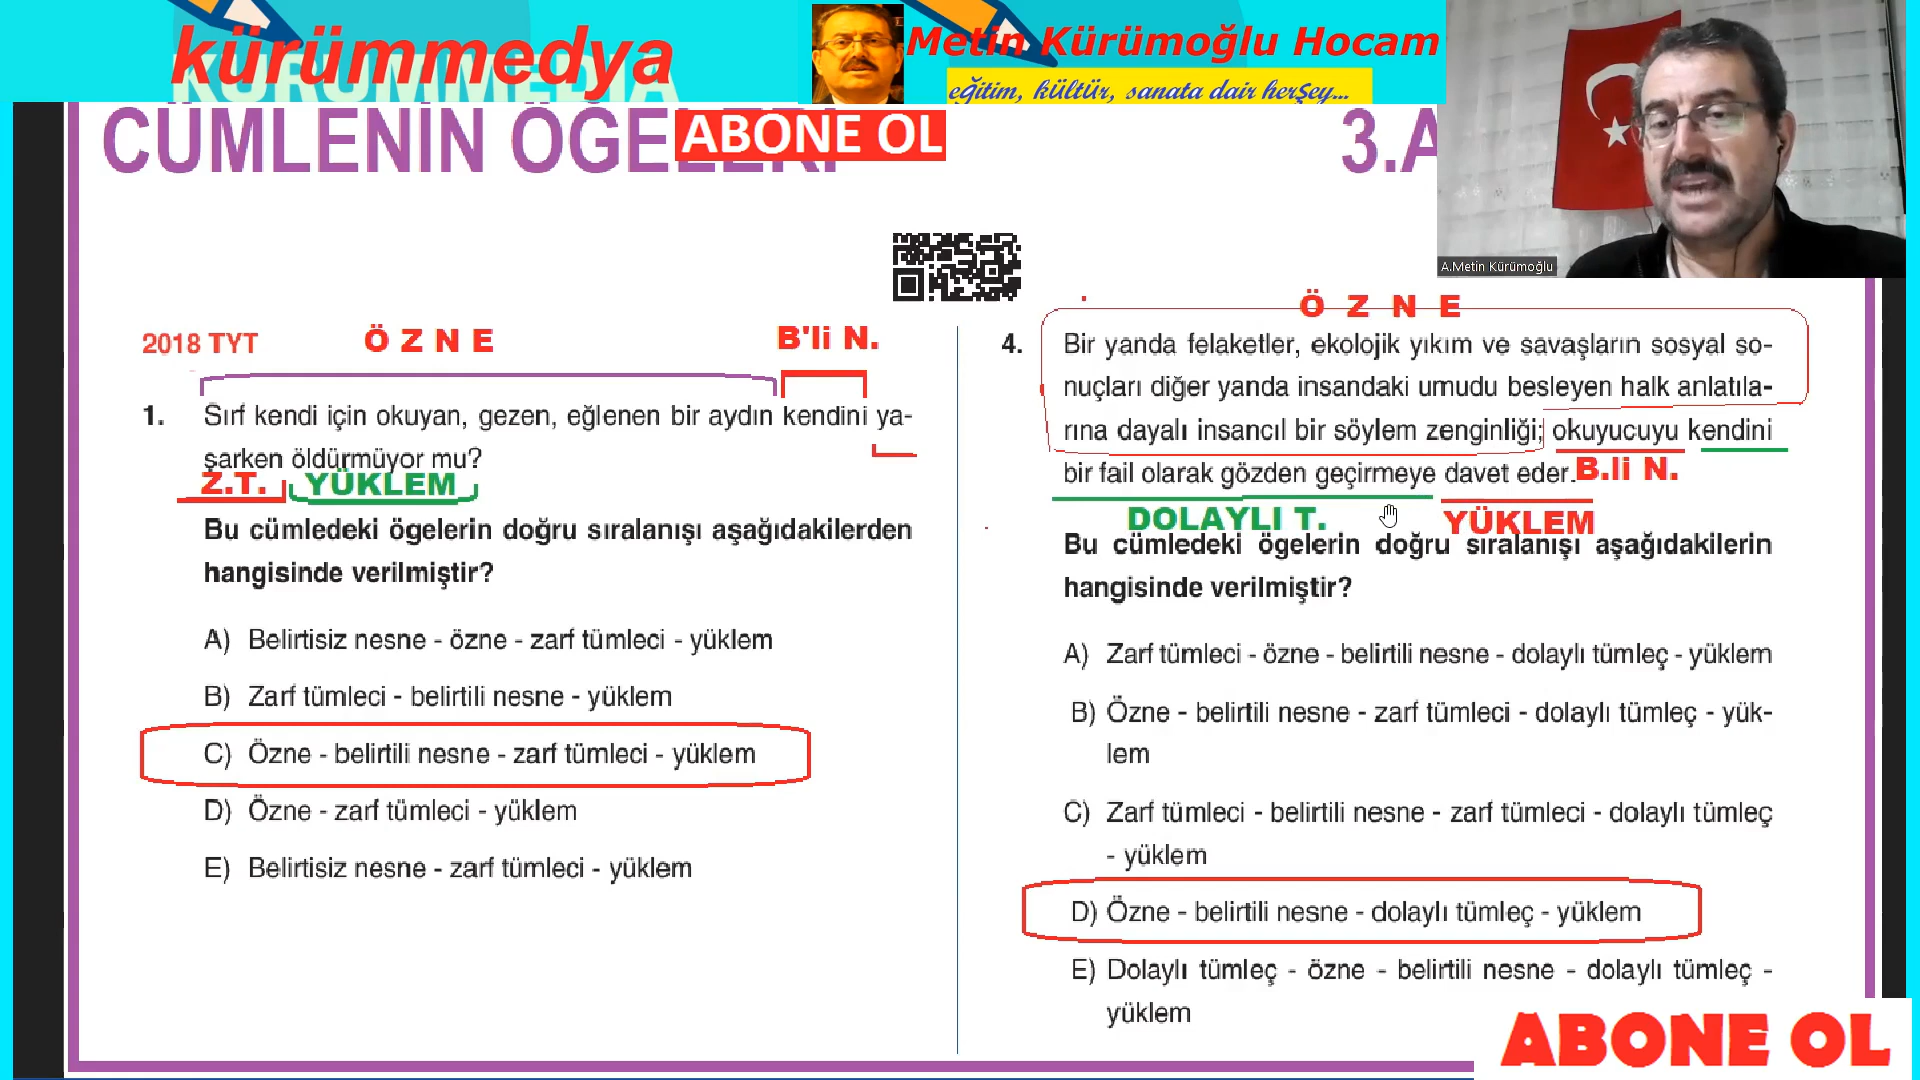 kürümmedya
KURUMMEDIA
Metin Kürümoğlu Hocam
eğitim, kültür, sanata dair herşey...
CÜMLENİN ÖGELERİ
ABONE OL
3.A
A.Metin Kürümoğlu
2018 TYT
Ö Z N E
B'li N.
1. Sırf kendi için okuyan, gezen, eğlenen bir aydın kendini ya-
şarken öldürmüyor mu?
Z.T.
YÜKLEM
Bu cümledeki ögelerin doğru sıralanışı aşağıdakilerden
hangisinde verilmiştir?
A) Belirtisiz nesne - özne - zarf tümleci - yüklem
B) Zarf tümleci - belirtili nesne - yüklem
C) Özne - belirtili nesne - zarf tümleci - yüklem
D) Özne - zarf tümleci - yüklem
E) Belirtisiz nesne - zarf tümleci - yüklem
Ö Z N E
4. Bir yanda felaketler, ekolojik yıkım ve savaşların sosyal so-
nuçları diğer yanda insandaki umudu besleyen halk anlatıla-
rına dayalı insancıl bir söylem zenginliği; okuyucuyu kendini
bir fail olarak gözden geçirmeye davet eder.
B.li N.
DOLAYLI T.
YÜKLEM
Bu cümledeki ögelerin doğru sıralanışı aşağıdakilerin
hangisinde verilmiştir?
A) Zarf tümleci - özne - belirtili nesne - dolaylı tümleç - yüklem
B) Özne - belirtili nesne - zarf tümleci - dolaylı tümleç - yük-
lem
C) Zarf tümleci - belirtili nesne - zarf tümleci - dolaylı tümleç
- yüklem
D) Özne - belirtili nesne - dolaylı tümleç - yüklem
E) Dolaylı tümleç - özne - belirtili nesne - dolaylı tümleç -
yüklem
ABONE OL